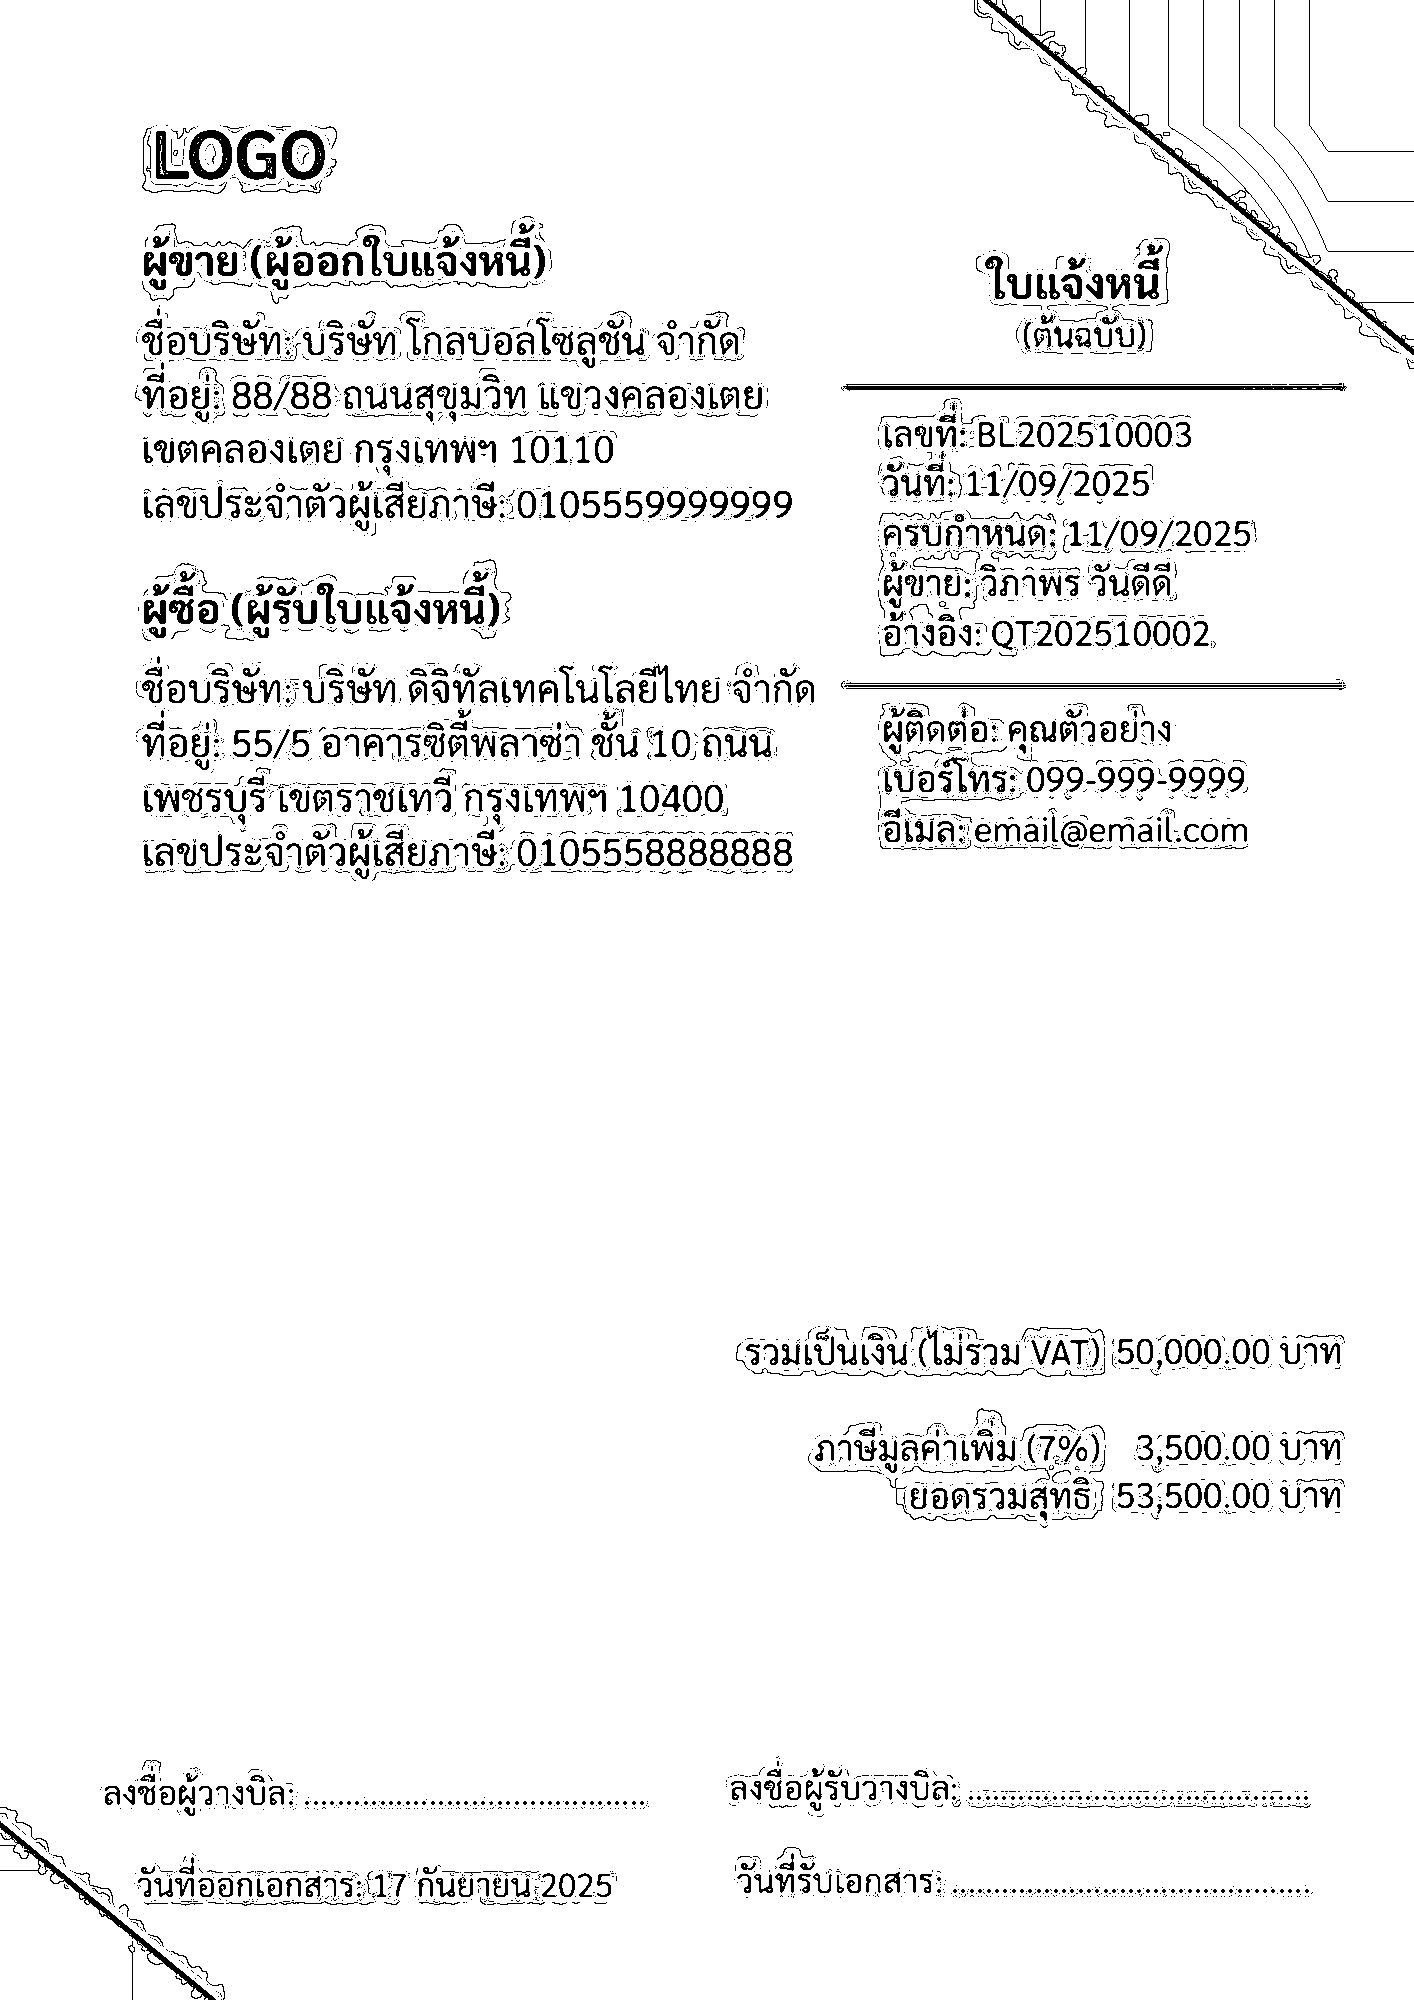 LOGO
ผู้ขาย (ผู้ออกใบแจ้งหนี้)
ชื่อบริษัท: บริษัท โกลบอลโซลูชัน จำกัด
ที่อยู่: 88/88 ถนนสุขุมวิท แขวงคลองเตย
เขตคลองเตย กรุงเทพฯ 10110
เลขประจำตัวผู้เสียภาษี: 0105559999999
ผู้ซื้อ (ผู้รับใบแจ้งหนี้)
ชื่อบริษัท: บริษัท ดิจิทัลเทคโนโลยีไทย จำกัด
ที่อยู่: 55/5 อาคารซิตี้พลาซ่า ชั้น 10 ถนน
เพชรบุรี เขตราชเทวี กรุงเทพฯ 10400
เลขประจำตัวผู้เสียภาษี: 0105558888888
ใบแจ้งหนี้
(ต้นฉบับ)
เลขที่: BL202510003
วันที่: 11/09/2025
ครบกำหนด: 11/09/2025
ผู้ขาย: วิภาพร วันดีดี
อ้างอิง: QT202510002
ผู้ติดต่อ: คุณตัวอย่าง
เบอร์โทร: 099-999-9999
อีเมล: email@email.com
รวมเป็นเงิน (ไม่รวม VAT) 50,000.00 บาท
ภาษีมูลค่าเพิ่ม (7%) 3,500.00 บาท
ยอดรวมสุทธิ 53,500.00 บาท
ลงชื่อผู้วางบิล: .........................................
ลงชื่อผู้รับวางบิล: .........................................
วันที่ออกเอกสาร: 17 กันยายน 2025
วันที่รับเอกสาร: ...........................................